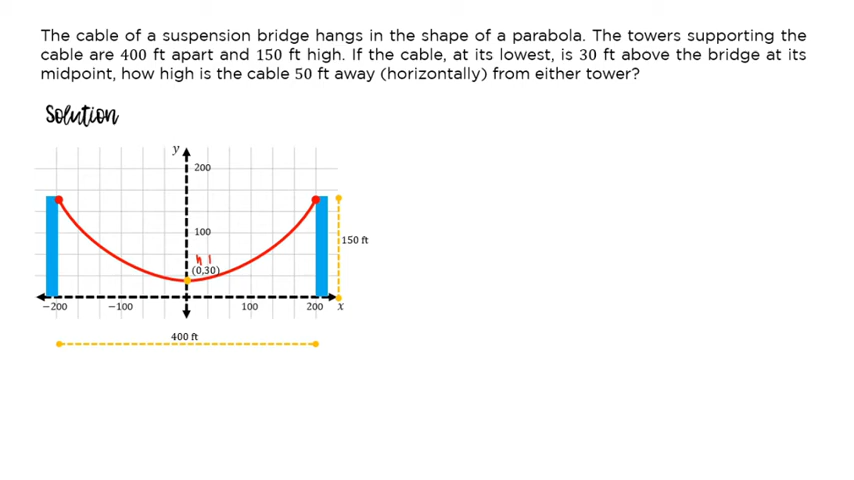 The cable of a suspension bridge hangs in the shape of a parabola. The towers supporting the
cable are 400 ft apart and 150 ft high. If the cable, at its lowest, is 30 ft above the bridge at its
midpoint, how high is the cable 50 ft away (horizontally) from either tower?
Solution
y
200
100
h
(0,30)
150 ft
−200
−100
100
200
x
400 ft